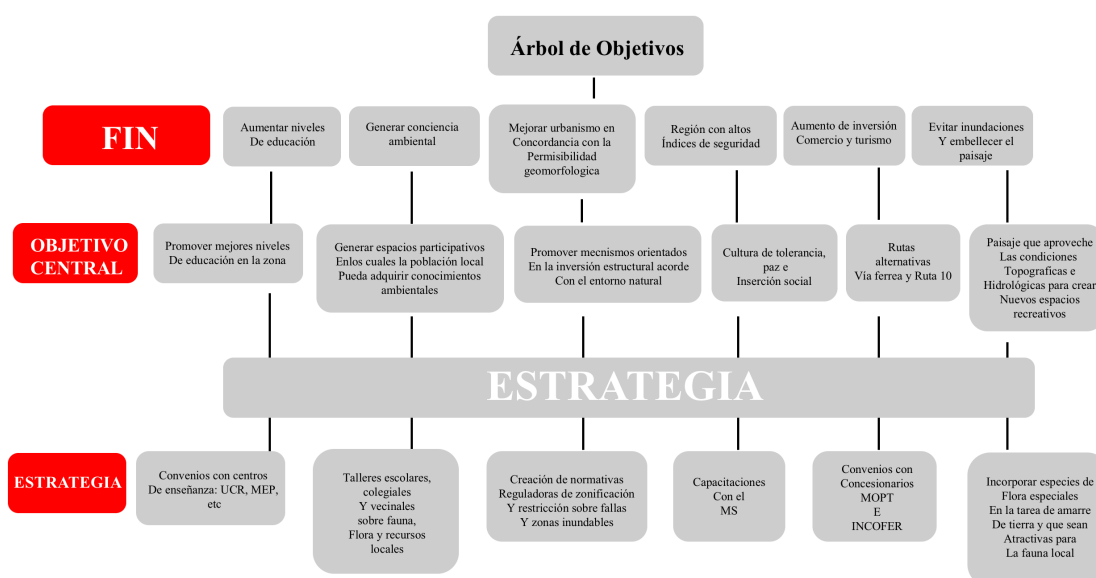 Árbol de Objetivos
FIN
Aumentar niveles
De educación
Generar conciencia
ambiental
Mejorar urbanismo en
Concordancia con la
Permisibilidad
geomorfologica
Región con altos
Índices de seguridad
Aumento de inversión
Comercio y turismo
Evitar inundaciones
Y embellecer el
paisaje
OBJETIVO
CENTRAL
Promover mejores niveles
De educación en la zona
Generar espacios participativos
Enlos cuales la población local
Pueda adquirir conocimientos
ambientales
Promover mecnismos orientados
En la inversión estructural acorde
Con el entorno natural
Cultura de tolerancia,
paz e
Inserción social
Rutas
alternativas
Vía ferrea y Ruta 10
Paisaje que aproveche
Las condiciones
Topograficas e
Hidrológicas para crear
Nuevos espacios
recreativos
ESTRATEGIA
ESTRATEGIA
Convenios con centros
De enseñanza: UCR, MEP,
etc
Talleres escolares,
colegiales
Y vecinales
sobre fauna,
Flora y recursos
locales
Creación de normativas
Reguladoras de zonificación
Y restricción sobre fallas
Y zonas inundables
Capacitaciones
Con el
MS
Convenios con
Concesionarios
MOPT
E
INCOFER
Incorporar especies de
Flora especiales
En la tarea de amarre
De tierra y que sean
Atractivas para
La fauna local